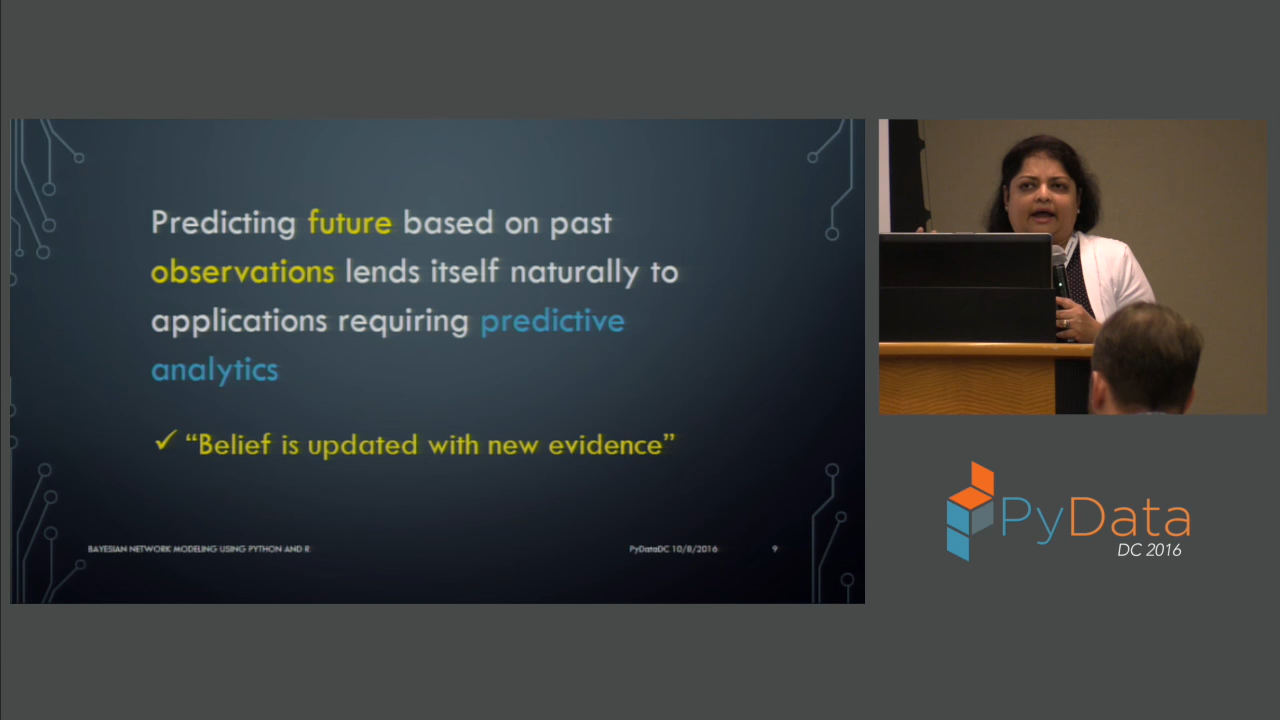 Predicting future based on past
observations lends itself naturally to
applications requiring predictive
analytics
✓ “Belief is updated with new evidence”
BAYESIAN NETWORK MODELING USING PYTHON AND R
PyDataDC 10/8/2016
9
PyData
DC 2016